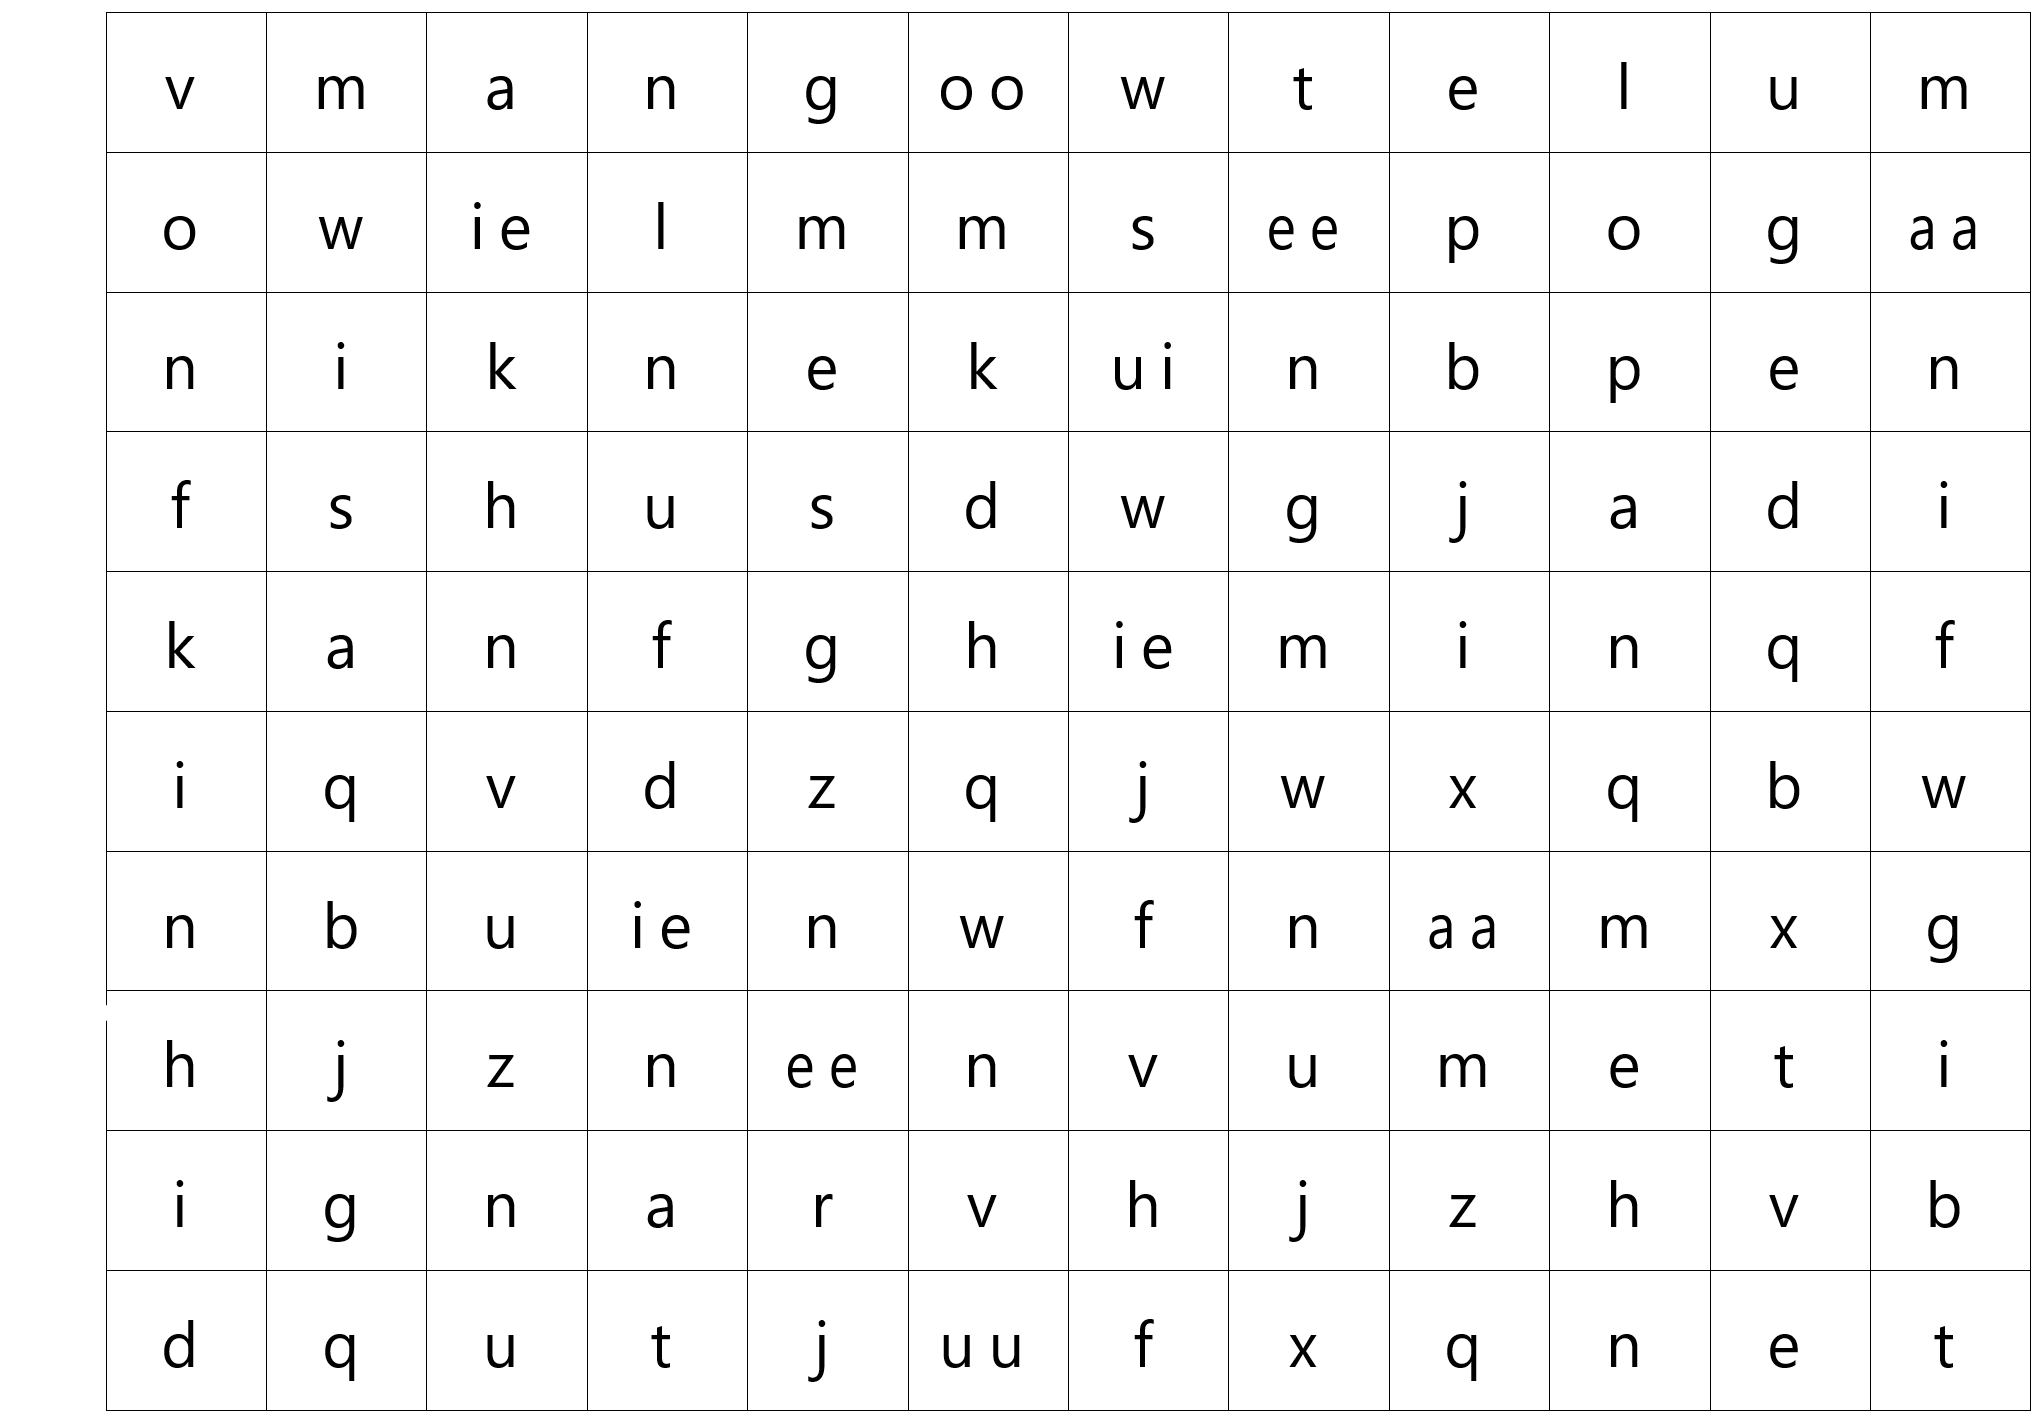 v m a n g oo w t e l u m
o w ie l m m s ee p o g aa
n i k n e k ui n b p e n
f s h u s d w g j a d i
k a n f g h ie m i n q f
i q v d z q j w x q b w
n b u ie n w f n aa m x g
h j z n ee n v u m e t i
i g n a r v h j z h v b
d q u t j uu f x q n e t